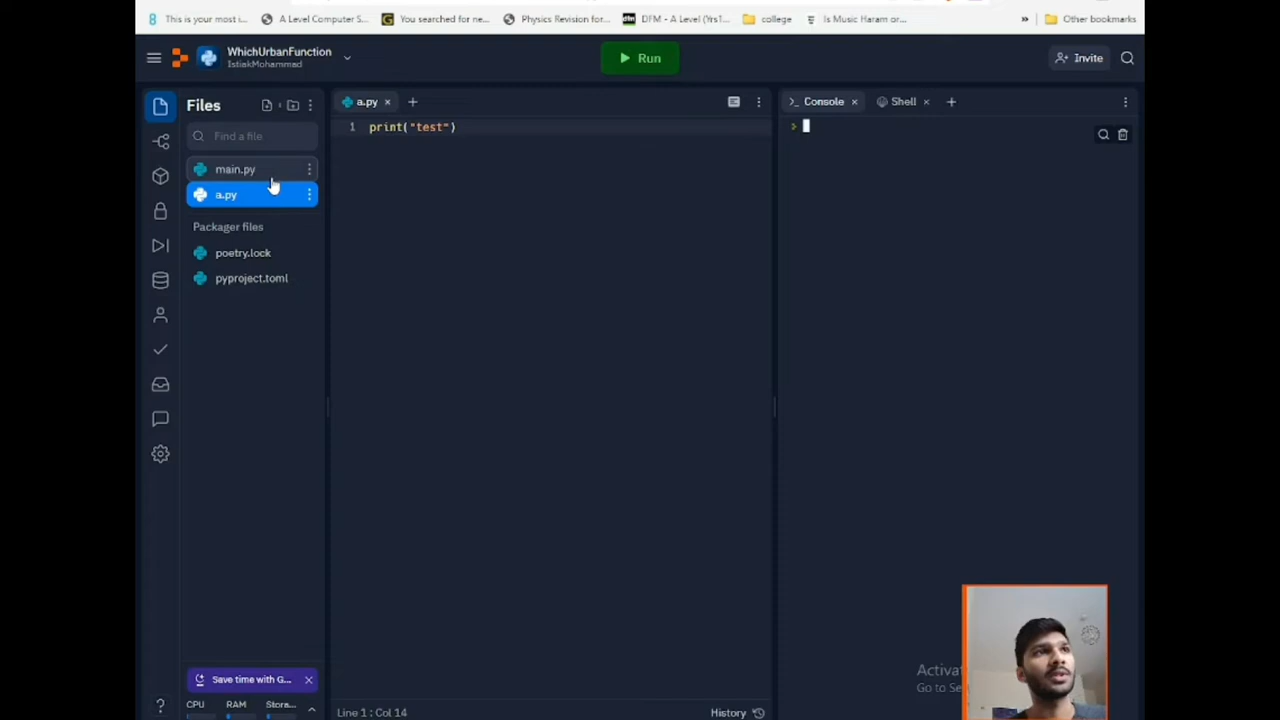 This is your most i...
A Level Computer S...
You searched for ne...
Physics Revision for...
dfm
DFM - A Level (Yrs1...
college
Is Music Haram or...
»
Other bookmarks
WhichUrbanFunction
IstiakMohammad
Run
Invite
Files
a.py
Console
Shell
Find a file
1 print("test")
main.py
a.py
Packager files
poetry.lock
pyproject.toml
Save time with G...
CPU RAM Stora...
Line 1 : Col 14
History
Activa
Go to Se